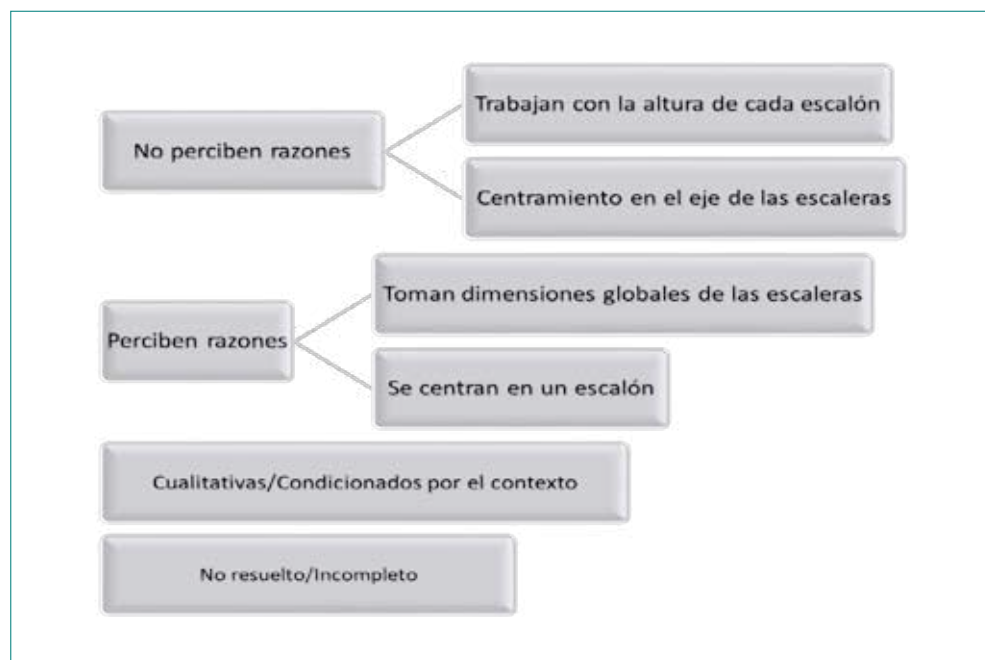 No perciben razones
Trabajan con la altura de cada escalón
Centramiento en el eje de las escaleras
Perciben razones
Toman dimensiones globales de las escaleras
Se centran en un escalón
Cualitativas/Condicionados por el contexto
No resuelto/Incompleto